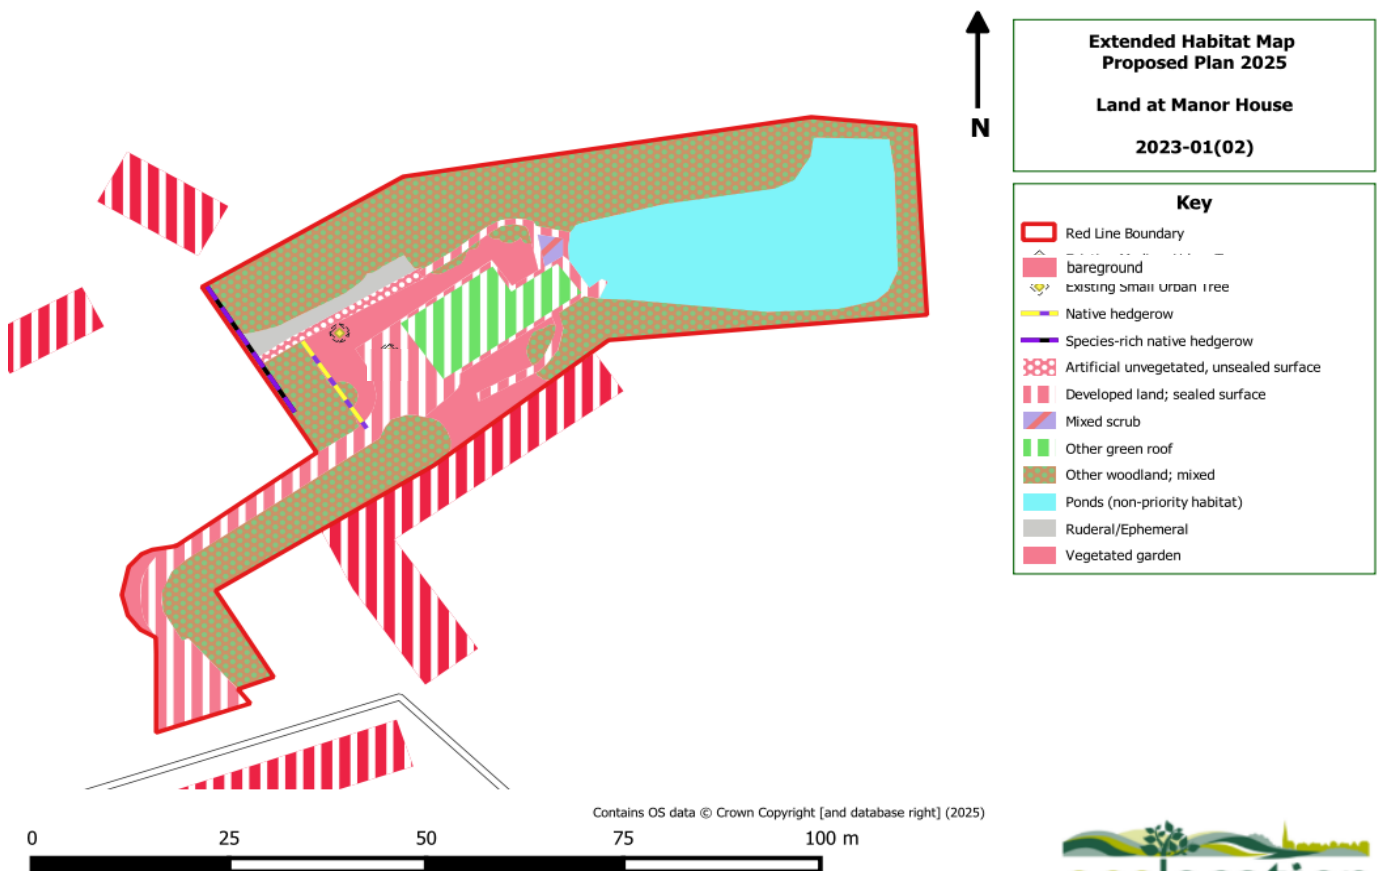 Extended Habitat Map
Proposed Plan 2025
Land at Manor House
2023-01(02)
N
Key
Red Line Boundary
bareground
Existing Small Urban Tree
Native hedgerow
Species-rich native hedgerow
Artificial unvegetated, unsealed surface
Developed land; sealed surface
Mixed scrub
Other green roof
Other woodland; mixed
Ponds (non-priority habitat)
Ruderal/Ephemeral
Vegetated garden
Contains OS data © Crown Copyright [and database right] (2025)
0 25 50 75 100 m